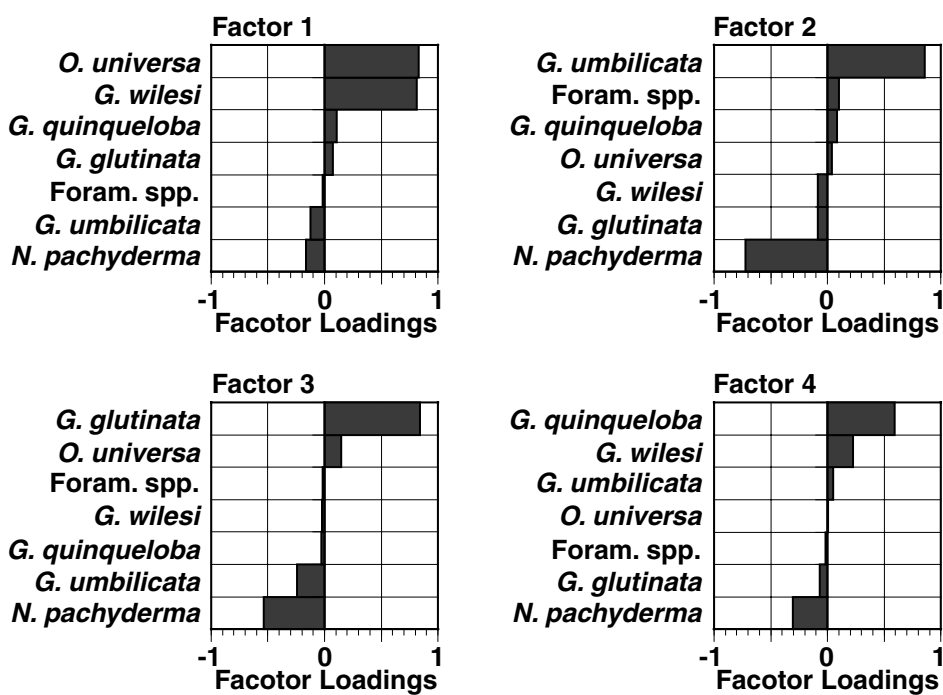 Factor 1
O. universa
G. wilesi
G. quinqueloba
G. glutinata
Foram. spp.
G. umbilicata
N. pachyderma
-1 0 1
Facotor Loadings
Factor 2
G. umbilicata
Foram. spp.
G. quinqueloba
O. universa
G. wilesi
G. glutinata
N. pachyderma
-1 0 1
Facotor Loadings
Factor 3
G. glutinata
O. universa
Foram. spp.
G. wilesi
G. quinqueloba
G. umbilicata
N. pachyderma
-1 0 1
Facotor Loadings
Factor 4
G. quinqueloba
G. wilesi
G. umbilicata
O. universa
Foram. spp.
G. glutinata
N. pachyderma
-1 0 1
Facotor Loadings